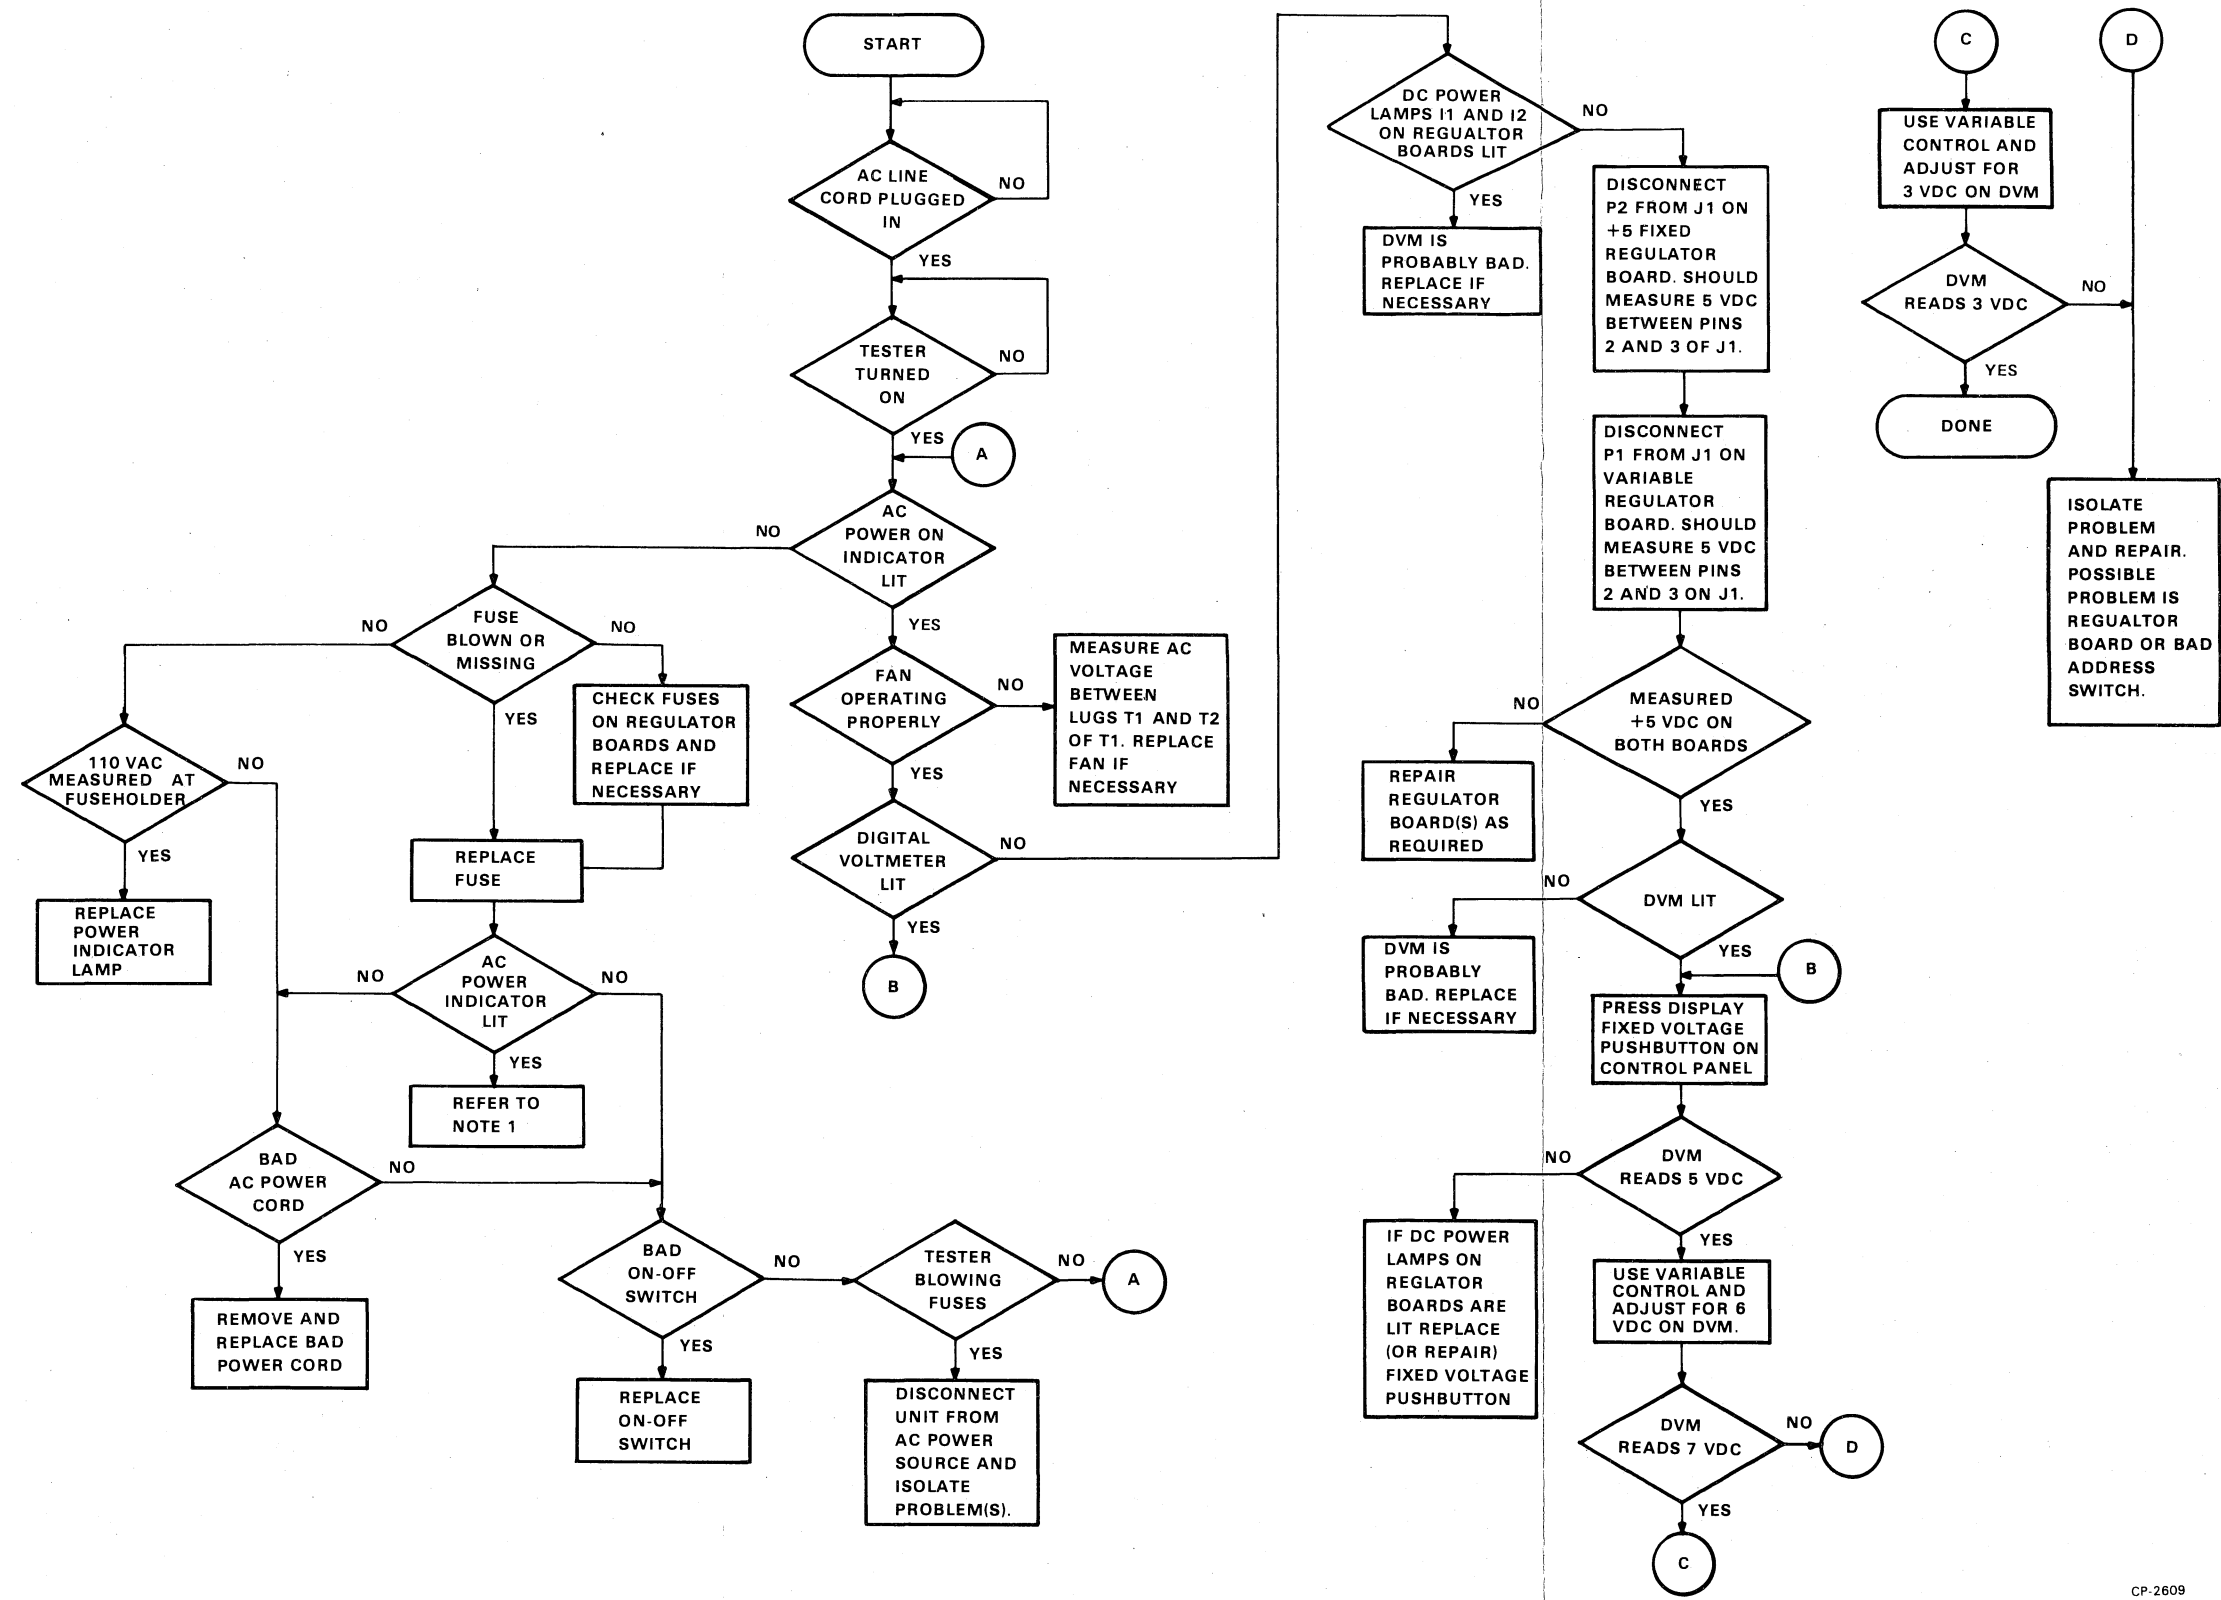 START
AC LINE
CORD PLUGGED
IN
NO
YES
TESTER
TURNED
ON
NO
YES
A
AC
POWER ON
INDICATOR
LIT
NO
YES
FUSE
BLOWN OR
MISSING
NO
NO
YES
CHECK FUSES
ON REGULATOR
BOARDS AND
REPLACE IF
NECESSARY
110 VAC
MEASURED AT
FUSEHOLDER
NO
YES
REPLACE
POWER
INDICATOR
LAMP
REPLACE
FUSE
AC
POWER
INDICATOR
LIT
NO
NO
YES
REFER TO
NOTE 1
BAD
AC POWER
CORD
NO
YES
REMOVE AND
REPLACE BAD
POWER CORD
BAD
ON-OFF
SWITCH
NO
YES
REPLACE
ON-OFF
SWITCH
TESTER
BLOWING
FUSES
NO
A
YES
DISCONNECT
UNIT FROM
AC POWER
SOURCE AND
ISOLATE
PROBLEM(S).
FAN
OPERATING
PROPERLY
NO
YES
MEASURE AC
VOLTAGE
BETWEEN
LUGS T1 AND T2
OF T1. REPLACE
FAN IF
NECESSARY
DIGITAL
VOLTMETER
LIT
NO
YES
B
DC POWER
LAMPS I1 AND I2
ON REGUALTOR
BOARDS LIT
NO
YES
DVM IS
PROBABLY BAD.
REPLACE IF
NECESSARY
DISCONNECT
P2 FROM J1 ON
+5 FIXED
REGULATOR
BOARD. SHOULD
MEASURE 5 VDC
BETWEEN PINS
2 AND 3 OF J1.
DISCONNECT
P1 FROM J1 ON
VARIABLE
REGULATOR
BOARD. SHOULD
MEASURE 5 VDC
BETWEEN PINS
2 AND 3 ON J1.
MEASURED
+5 VDC ON
BOTH BOARDS
NO
YES
REPAIR
REGULATOR
BOARD(S) AS
REQUIRED
DVM LIT
NO
YES
DVM IS
PROBABLY
BAD. REPLACE
IF NECESSARY
B
PRESS DISPLAY
FIXED VOLTAGE
PUSHBUTTON ON
CONTROL PANEL
DVM
READS 5 VDC
NO
YES
IF DC POWER
LAMPS ON
REGLATOR
BOARDS ARE
LIT REPLACE
(OR REPAIR)
FIXED VOLTAGE
PUSHBUTTON
USE VARIABLE
CONTROL AND
ADJUST FOR 6
VDC ON DVM.
DVM
READS 7 VDC
NO
D
YES
C
C
USE VARIABLE
CONTROL AND
ADJUST FOR
3 VDC ON DVM
DVM
READS 3 VDC
NO
YES
DONE
D
ISOLATE
PROBLEM
AND REPAIR.
POSSIBLE
PROBLEM IS
REGUALTOR
BOARD OR BAD
ADDRESS
SWITCH.
CP-2609